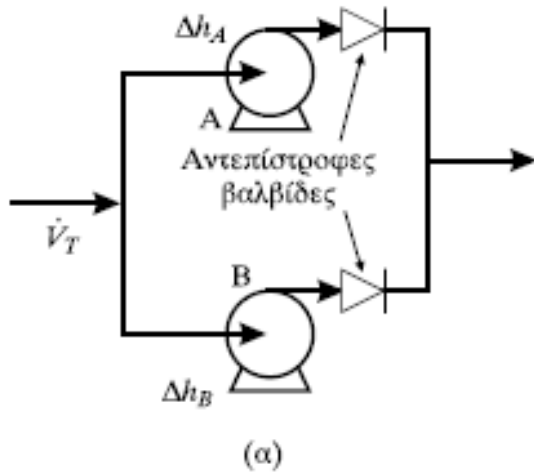 Δh_A
A
Αντεπίστροφες
βαλβίδες
V̇_T
B
Δh_B
(α)